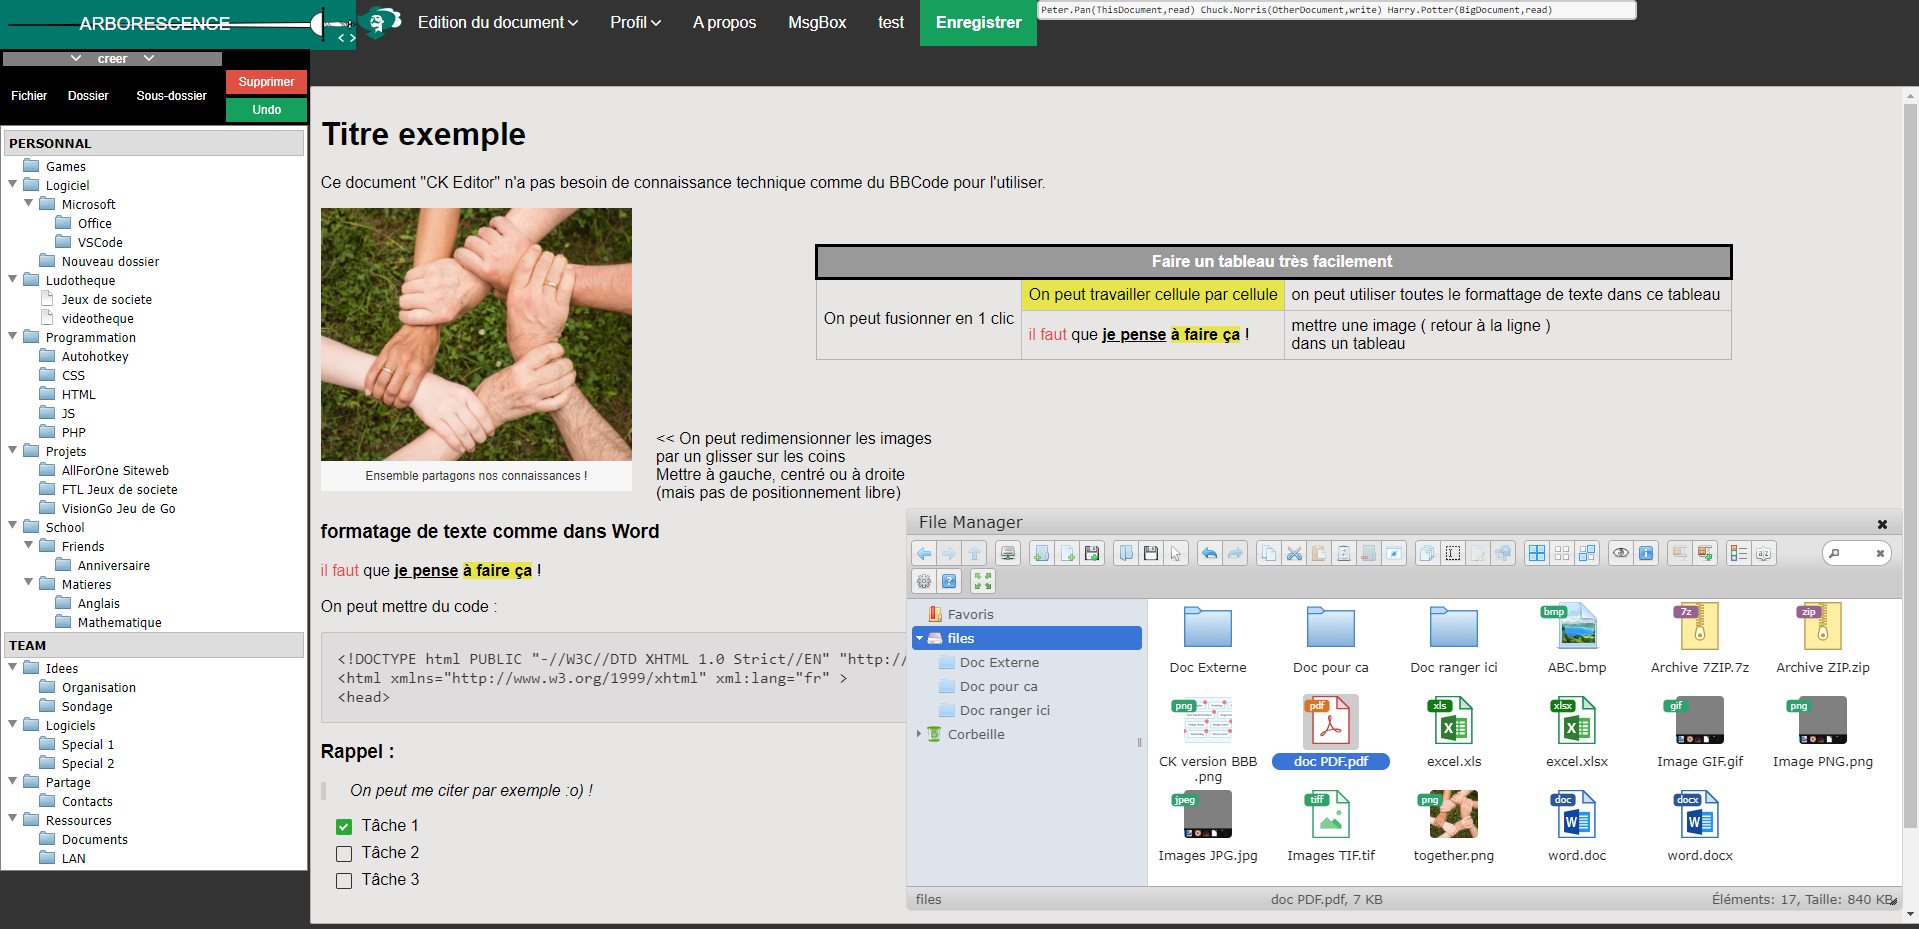 ARBORESCENCE
< >
Edition du document
Profil
A propos
MsgBox
test
Enregistrer
Peter.Pan(ThisDocument,read) Chuck.Norris(OtherDocument,write) Harry.Potter(BigDocument,read)
creer
Fichier
Dossier
Sous-dossier
Supprimer
Undo
PERSONNAL
Games
Logiciel
Microsoft
Office
VSCode
Nouveau dossier
Ludotheque
Jeux de societe
videotheque
Programmation
Autohotkey
CSS
HTML
JS
PHP
Projets
AllForOne Siteweb
FTL Jeux de societe
VisionGo Jeu de Go
School
Friends
Anniversaire
Matieres
Anglais
Mathematique
TEAM
Idees
Organisation
Sondage
Logiciels
Special 1
Special 2
Partage
Contacts
Ressources
Documents
LAN
Titre exemple
Ce document "CK Editor" n'a pas besoin de connaissance technique comme du BBCode pour l'utiliser.
Ensemble partagons nos connaissances !
Faire un tableau très facilement
On peut fusionner en 1 clic
On peut travailler cellule par cellule
on peut utiliser toutes le formattage de texte dans ce tableau
il faut que je pense à faire ça !
mettre une image ( retour à la ligne )
dans un tableau
<< On peut redimensionner les images
par un glisser sur les coins
Mettre à gauche, centré ou à droite
(mais pas de positionnement libre)
formatage de texte comme dans Word
il faut que je pense à faire ça !
On peut mettre du code :
<!DOCTYPE html PUBLIC "-//W3C//DTD XHTML 1.0 Strict//EN" "http:/
<html xmlns="http://www.w3.org/1999/xhtml" xml:lang="fr" >
<head>
Rappel :
On peut me citer par exemple :o) !
Tâche 1
Tâche 2
Tâche 3
File Manager
Favoris
files
Doc Externe
Doc pour ca
Doc ranger ici
Corbeille
Doc Externe
Doc pour ca
Doc ranger ici
bmp
ABC.bmp
7z
Archive 7ZIP.7z
zip
Archive ZIP.zip
png
CK version BBB
.png
pdf
doc PDF.pdf
xls
excel.xls
xlsx
excel.xlsx
gif
Image GIF.gif
png
Image PNG.png
jpeg
Images JPG.jpg
tiff
Images TIF.tif
png
together.png
doc
word.doc
docx
word.docx
files
doc PDF.pdf, 7 KB
Éléments: 17, Taille: 840 KB